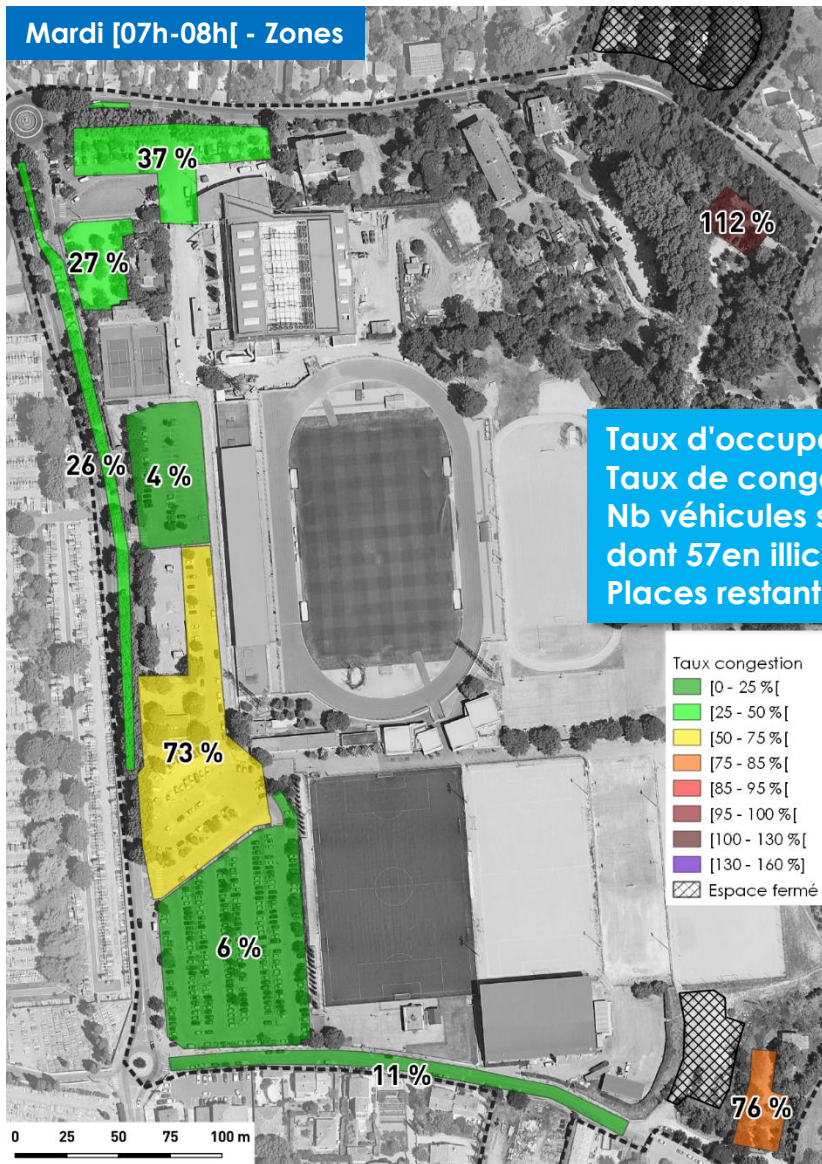 Mardi [07h-08h[ - Zones
37 %
112 %
27 %
26 %
4 %
Taux d'occup
Taux de cong
Nb véhicules
dont 57en illic
Places restant
Taux congestion
[0 - 25 %[
[25 - 50 %[
[50 - 75 %[
[75 - 85 %[
[85 - 95 %[
[95 - 100 %[
[100 - 130 %[
[130 - 160 %]
Espace fermé
73 %
6 %
11 %
76 %
0 25 50 75 100 m